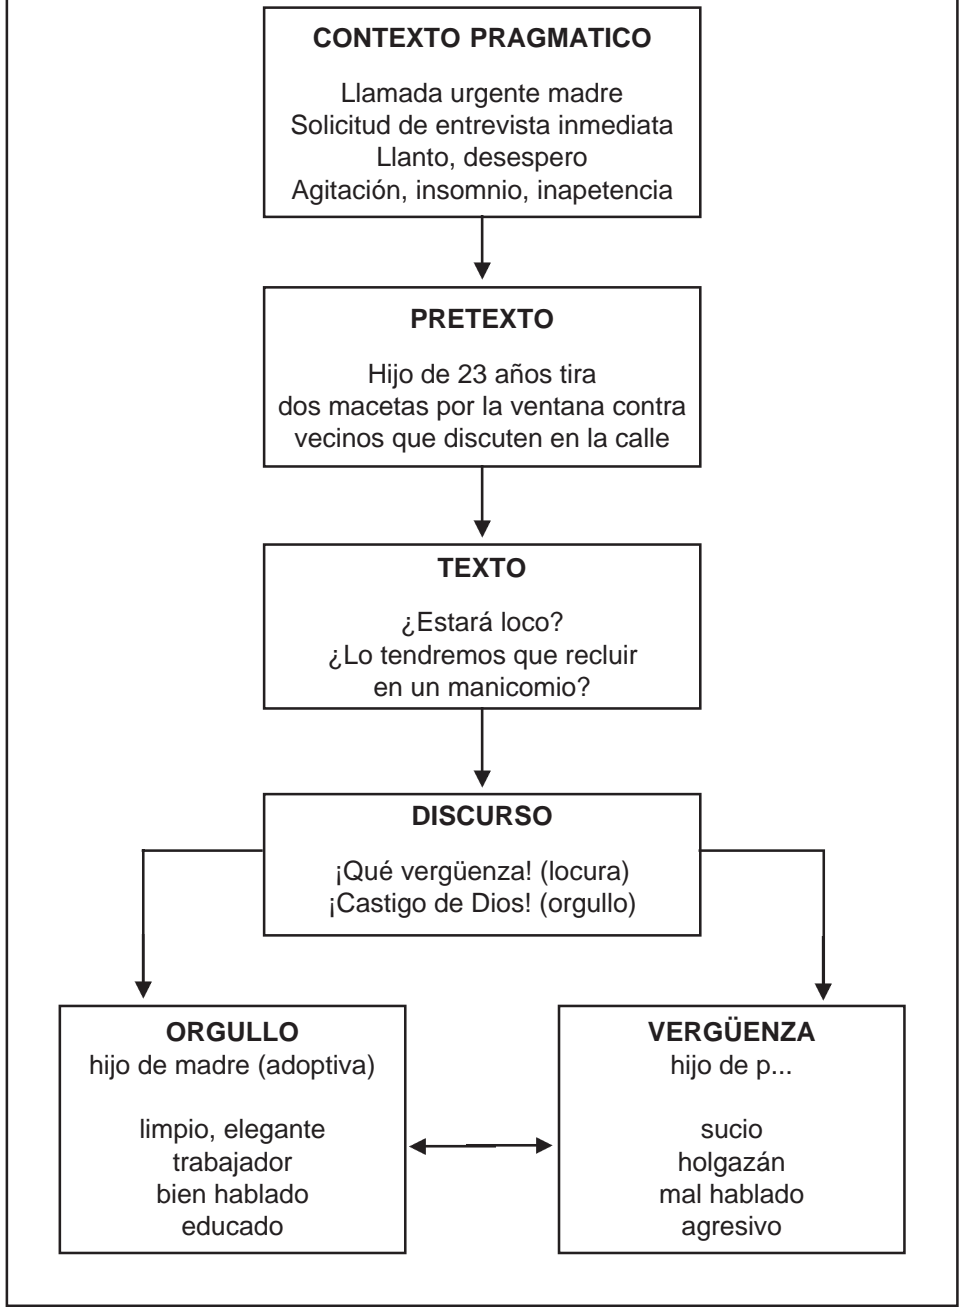 CONTEXTO PRAGMATICO
Llamada urgente madre
Solicitud de entrevista inmediata
Llanto, desespero
Agitación, insomnio, inapetencia
PRETEXTO
Hijo de 23 años tira
dos macetas por la ventana contra
vecinos que discuten en la calle
TEXTO
¿Estará loco?
¿Lo tendremos que recluir
en un manicomio?
DISCURSO
¡Qué vergüenza! (locura)
¡Castigo de Dios! (orgullo)
ORGULLO
hijo de madre (adoptiva)
limpio, elegante
trabajador
bien hablado
educado
VERGÜENZA
hijo de p...
sucio
holgazán
mal hablado
agresivo